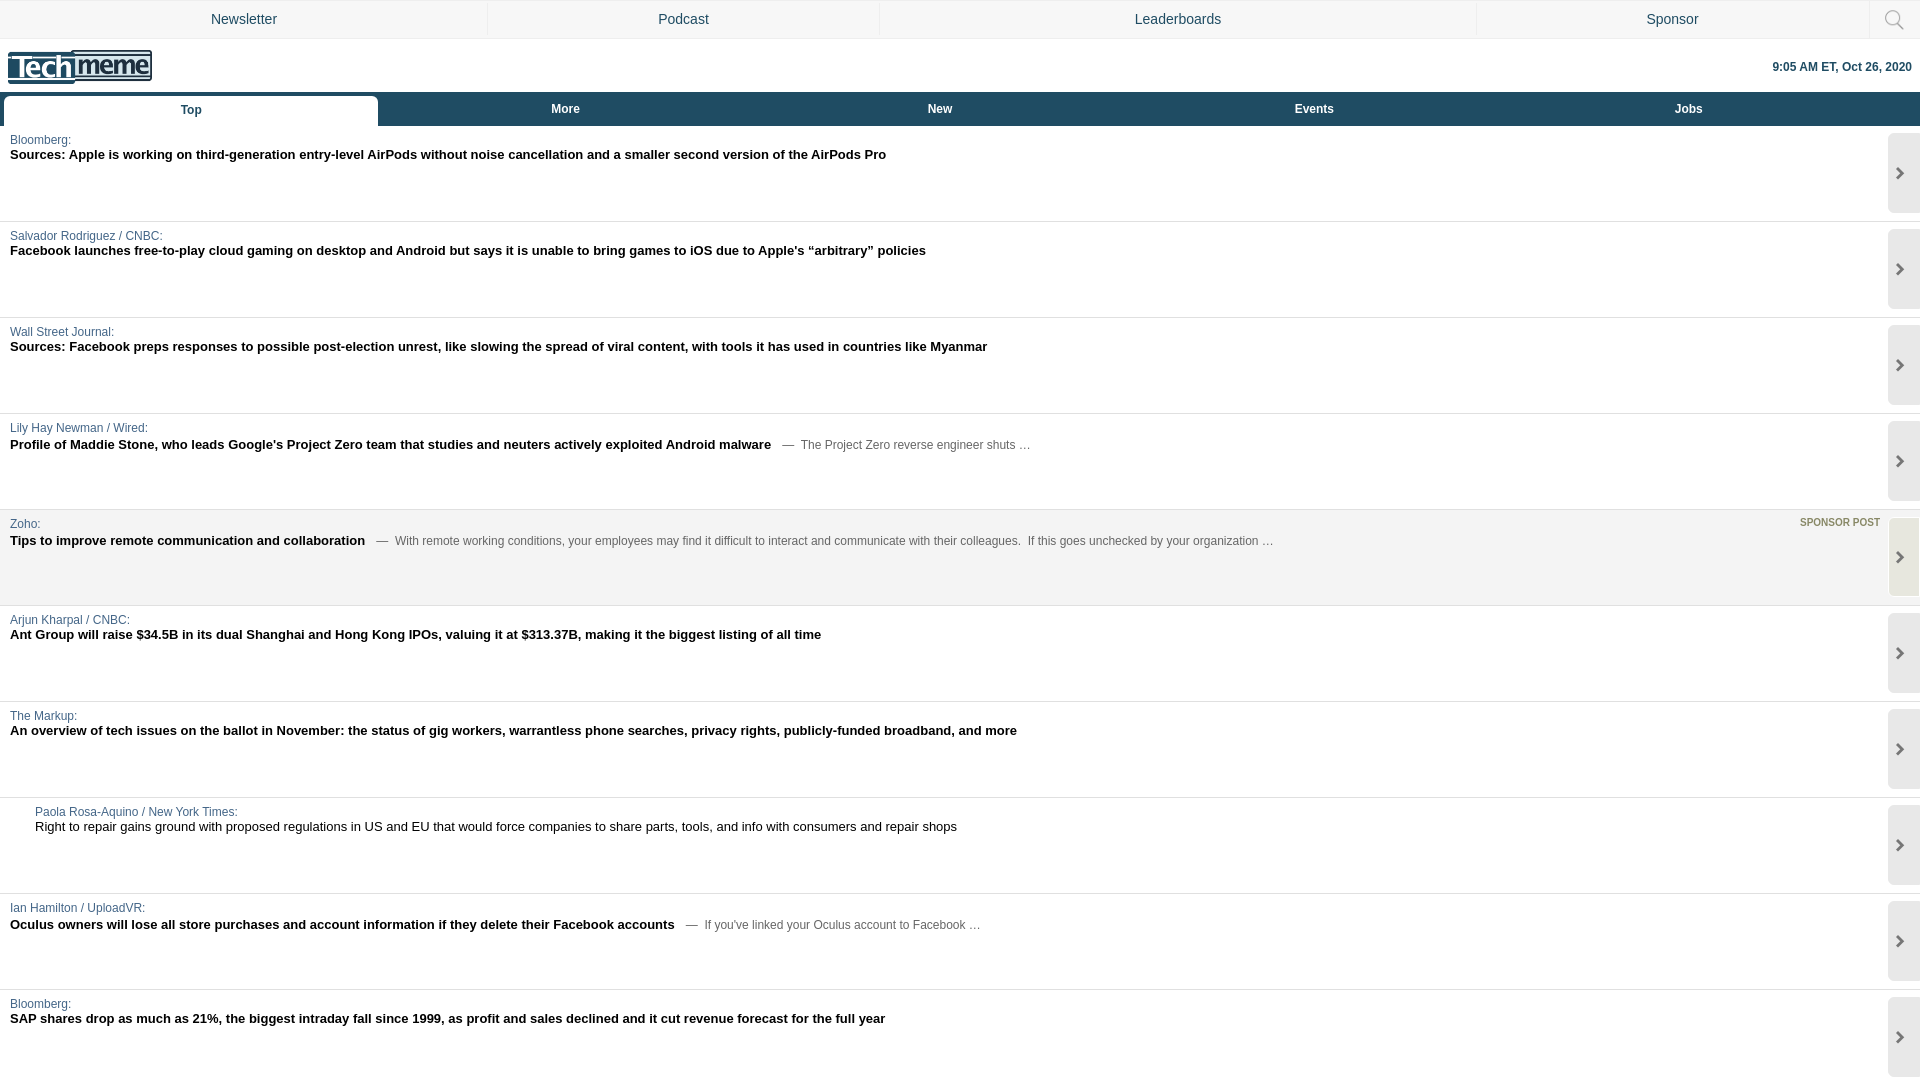 Newsletter
Podcast
Leaderboards
Sponsor
Techmeme
9:05 AM ET, Oct 26, 2020
Top
More
New
Events
Jobs
Bloomberg:
Sources: Apple is working on third-generation entry-level AirPods without noise cancellation and a smaller second version of the AirPods Pro
Salvador Rodriguez / CNBC:
Facebook launches free-to-play cloud gaming on desktop and Android but says it is unable to bring games to iOS due to Apple's “arbitrary” policies
Wall Street Journal:
Sources: Facebook preps responses to possible post-election unrest, like slowing the spread of viral content, with tools it has used in countries like Myanmar
Lily Hay Newman / Wired:
Profile of Maddie Stone, who leads Google's Project Zero team that studies and neuters actively exploited Android malware — The Project Zero reverse engineer shuts …
Zoho:
SPONSOR POST
Tips to improve remote communication and collaboration — With remote working conditions, your employees may find it difficult to interact and communicate with their colleagues. If this goes unchecked by your organization …
Arjun Kharpal / CNBC:
Ant Group will raise $34.5B in its dual Shanghai and Hong Kong IPOs, valuing it at $313.37B, making it the biggest listing of all time
The Markup:
An overview of tech issues on the ballot in November: the status of gig workers, warrantless phone searches, privacy rights, publicly-funded broadband, and more
Paola Rosa-Aquino / New York Times:
Right to repair gains ground with proposed regulations in US and EU that would force companies to share parts, tools, and info with consumers and repair shops
Ian Hamilton / UploadVR:
Oculus owners will lose all store purchases and account information if they delete their Facebook accounts — If you've linked your Oculus account to Facebook …
Bloomberg:
SAP shares drop as much as 21%, the biggest intraday fall since 1999, as profit and sales declined and it cut revenue forecast for the full year